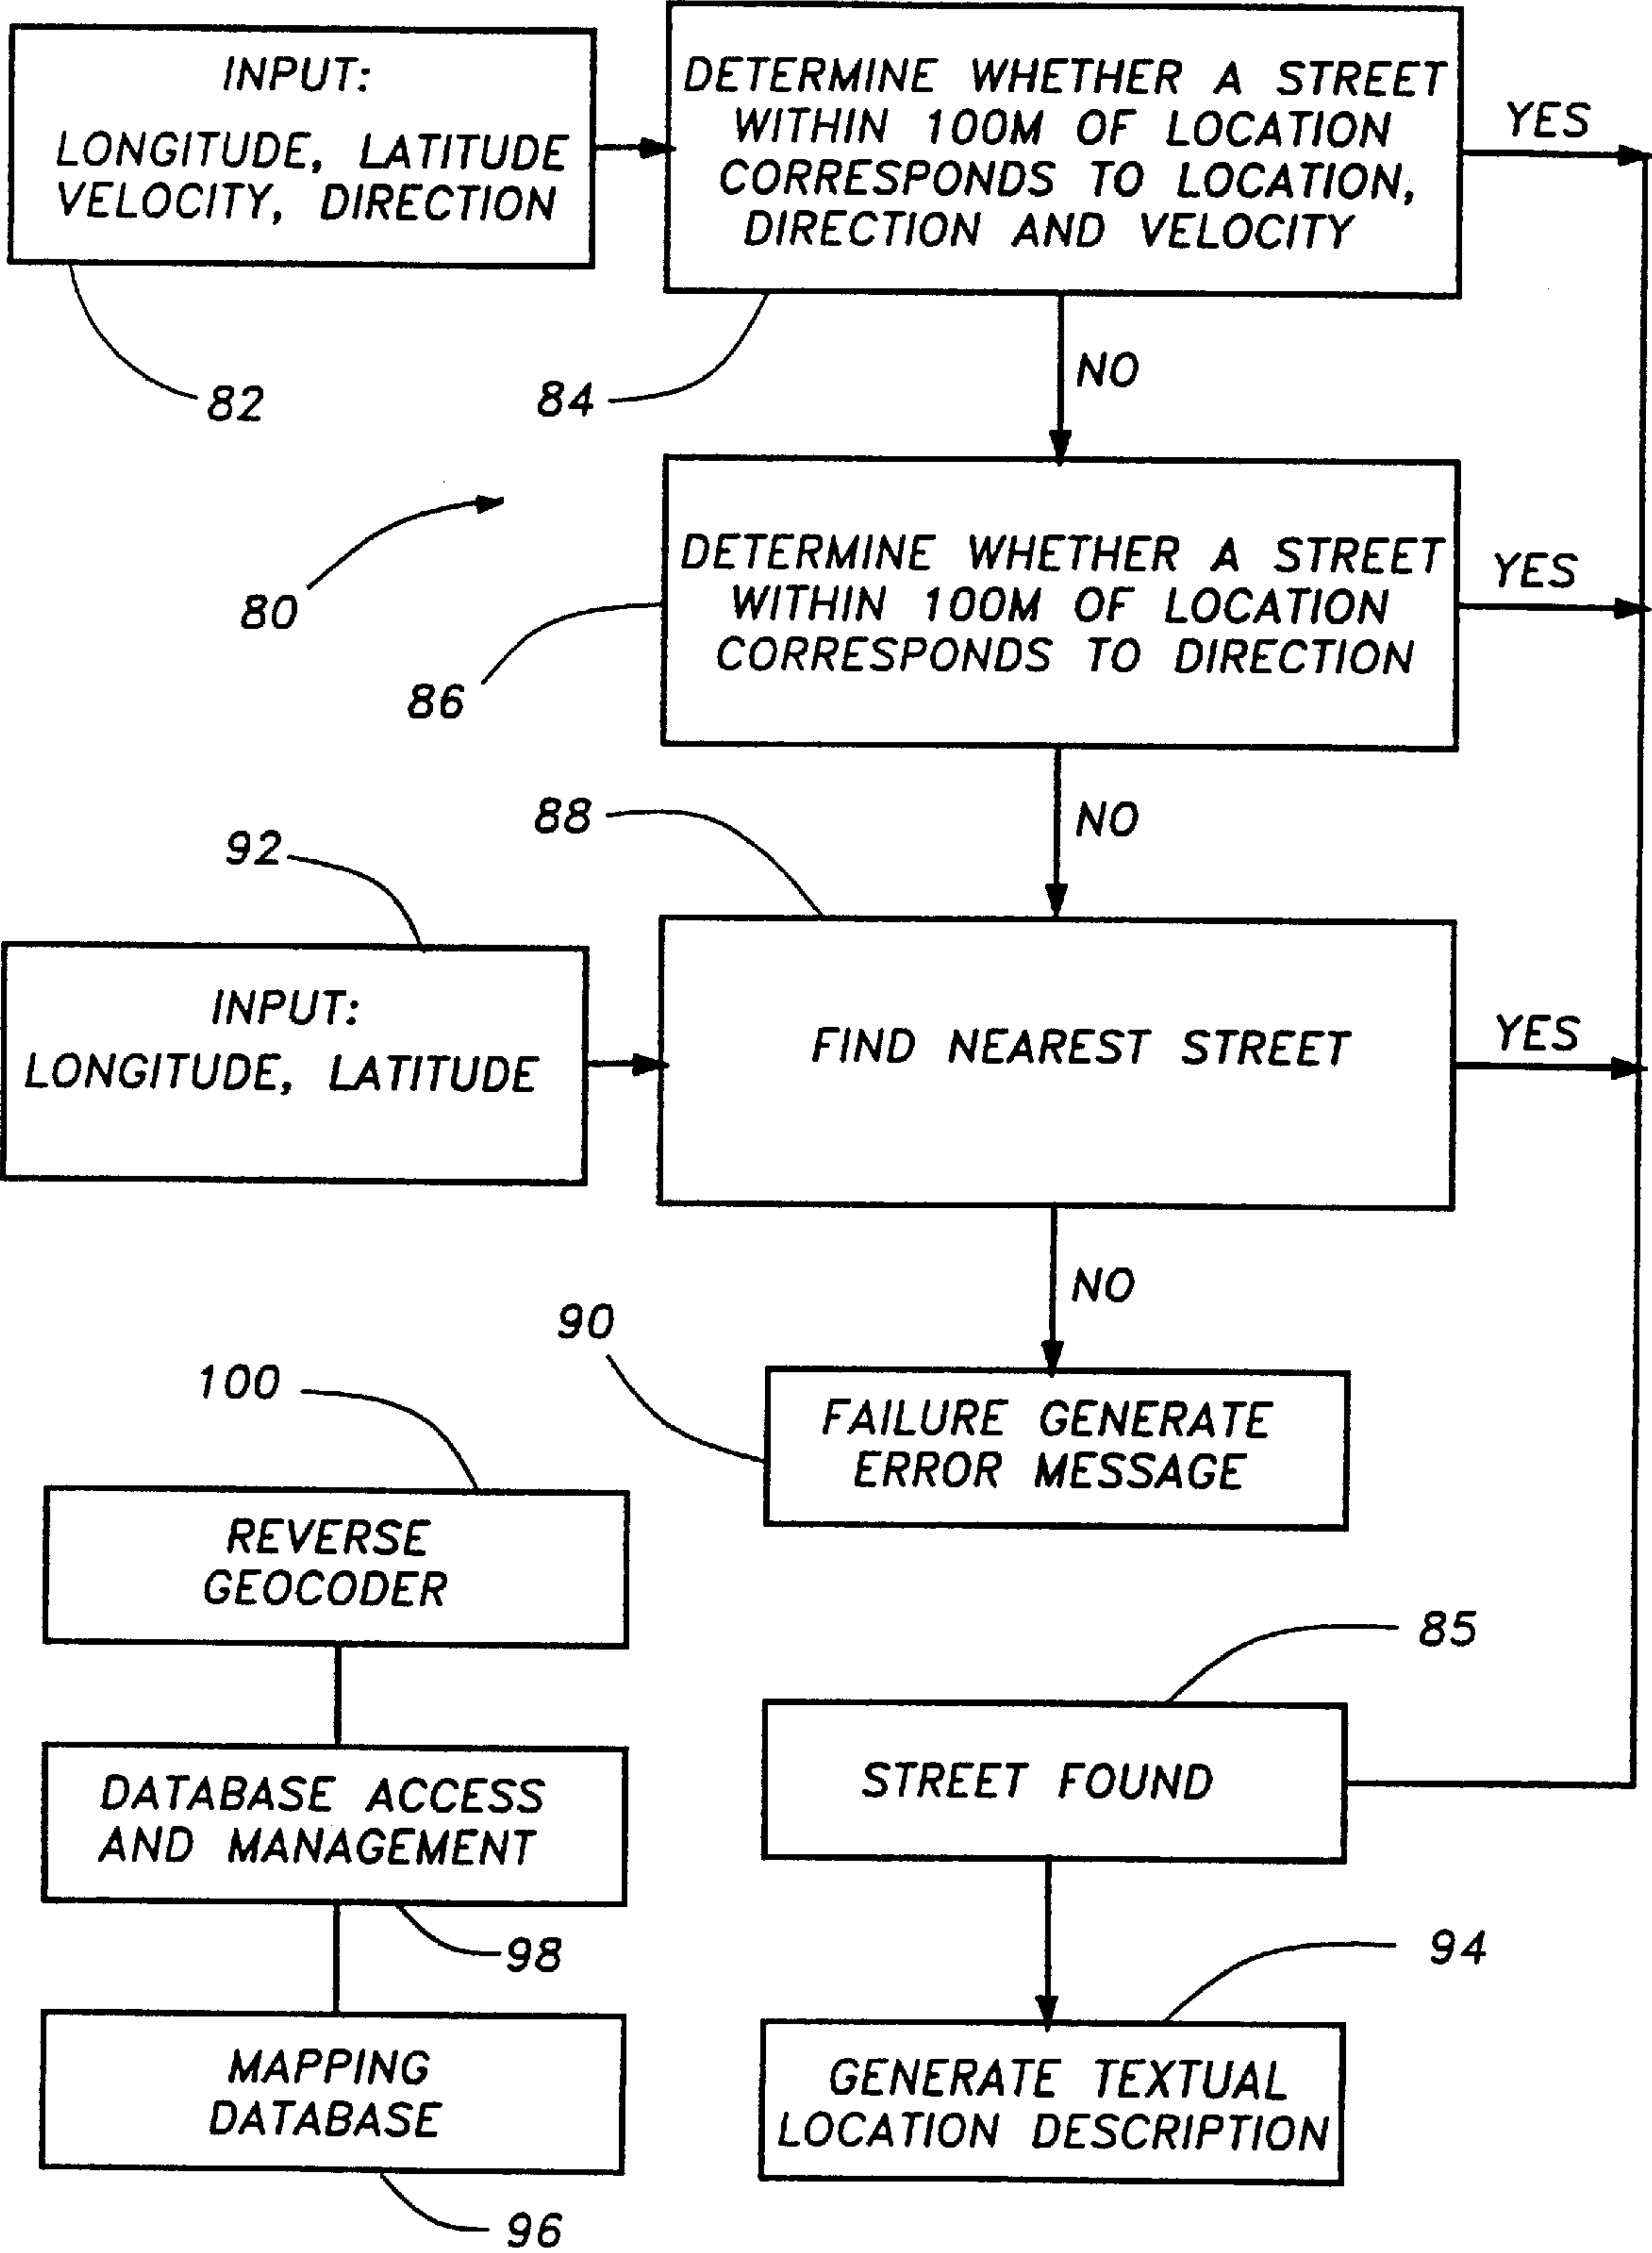 INPUT:
LONGITUDE, LATITUDE
VELOCITY, DIRECTION
82
DETERMINE WHETHER A STREET
WITHIN 100M OF LOCATION
CORRESPONDS TO LOCATION,
DIRECTION AND VELOCITY
YES
84
NO
80
DETERMINE WHETHER A STREET
WITHIN 100M OF LOCATION
CORRESPONDS TO DIRECTION
YES
86
NO
88
92
INPUT:
LONGITUDE, LATITUDE
FIND NEAREST STREET
YES
NO
90
FAILURE GENERATE
ERROR MESSAGE
100
REVERSE
GEOCODER
85
STREET FOUND
DATABASE ACCESS
AND MANAGEMENT
98
94
GENERATE TEXTUAL
LOCATION DESCRIPTION
MAPPING
DATABASE
96